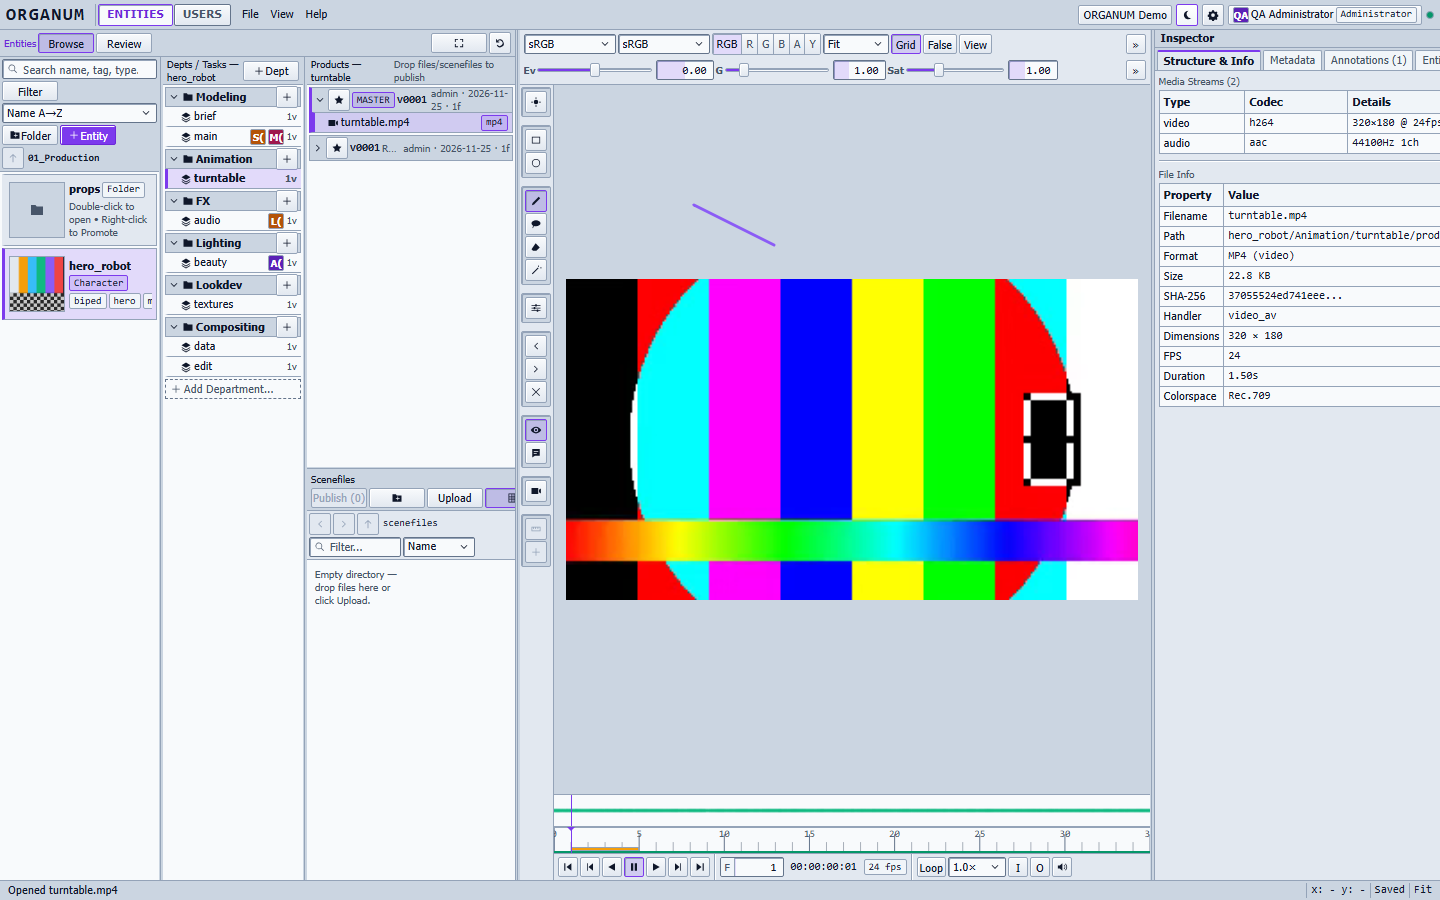 ORGANUM ENTITIES USERS File View Help ORGANUM Demo QA QA Administrator Administrator
Entities Browse Review
Search name, tag, type.
Filter
Name A→Z
Folder + Entity
01_Production
props Folder
Double-click to
open • Right-click
to Promote
hero_robot
Character
biped hero
Depts / Tasks —
hero_robot
+ Dept
Modeling
brief 1v
main S( M( 1v
Animation
turntable 1v
FX
audio L( 1v
Lighting
beauty A( 1v
Lookdev
textures 1v
Compositing
data 1v
edit 1v
+ Add Department...
Products —
turntable
Drop files/scenefiles to
publish
MASTER v0001 admin · 2026-11-
25 · 1f
turntable.mp4 mp4
v0001 R... admin · 2026-11-25 · 1f
Scenefiles
Publish (0) Upload
scenefiles
Filter... Name
Empty directory —
drop files here or
click Upload.
sRGB sRGB RGB R G B A Y Fit Grid False View »
Ev 0.00 G 1.00 Sat 1.00 »
0 5 10 15 20 25 30
F 1 00:00:00:01 24 fps Loop 1.0× I O
Inspector
Structure & Info Metadata Annotations (1) Enti
Media Streams (2)
Type Codec Details
video h264 320×180 @ 24fps
audio aac 44100Hz 1ch
File Info
Property Value
Filename turntable.mp4
Path hero_robot/Animation/turntable/prod
Format MP4 (video)
Size 22.8 KB
SHA-256 37055524ed741eee...
Handler video_av
Dimensions 320 × 180
FPS 24
Duration 1.50s
Colorspace Rec.709
Opened turntable.mp4 x: - y: - Saved Fit